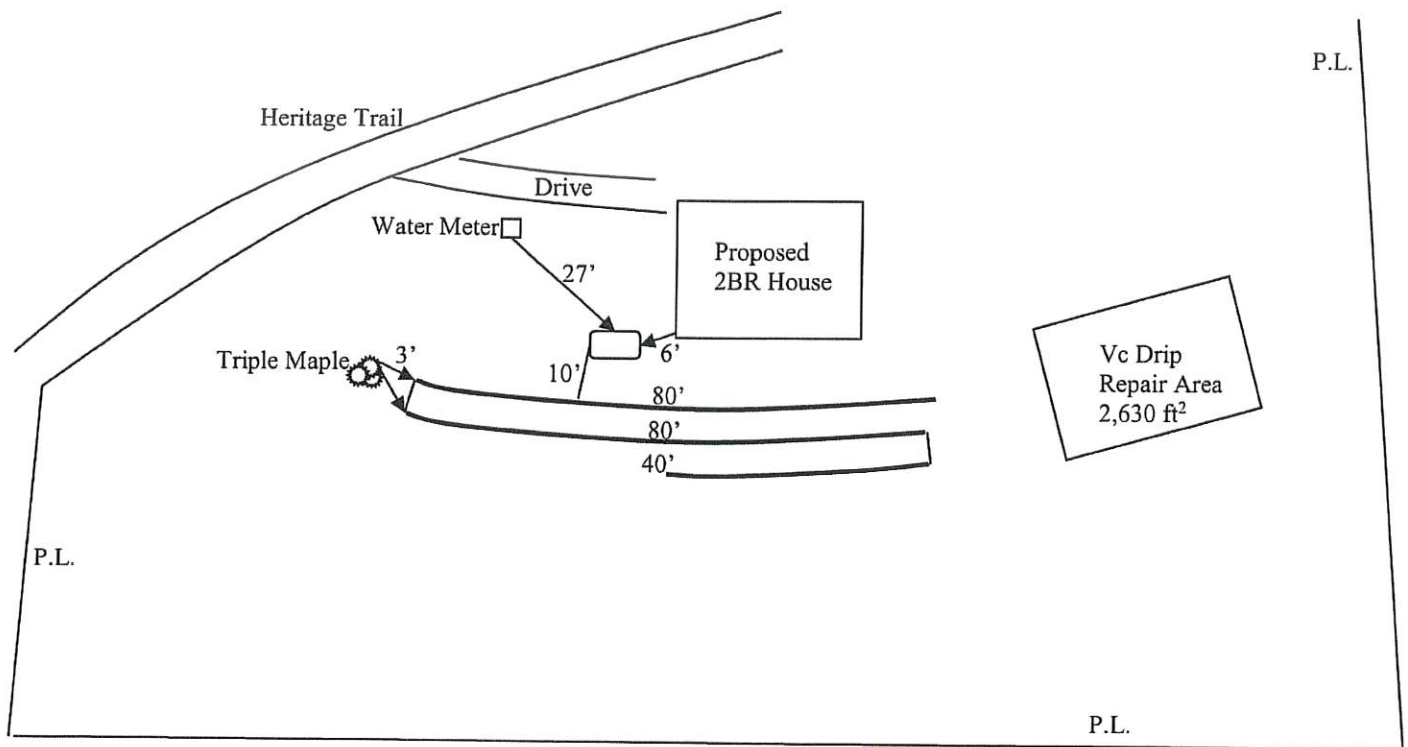 P.L.
Heritage Trail
Drive
Water Meter
Proposed
2BR House
27’
Triple Maple
3’
6’
10’
Vc Drip
Repair Area
2,630 ft²
80’
80’
40’
P.L.
P.L.